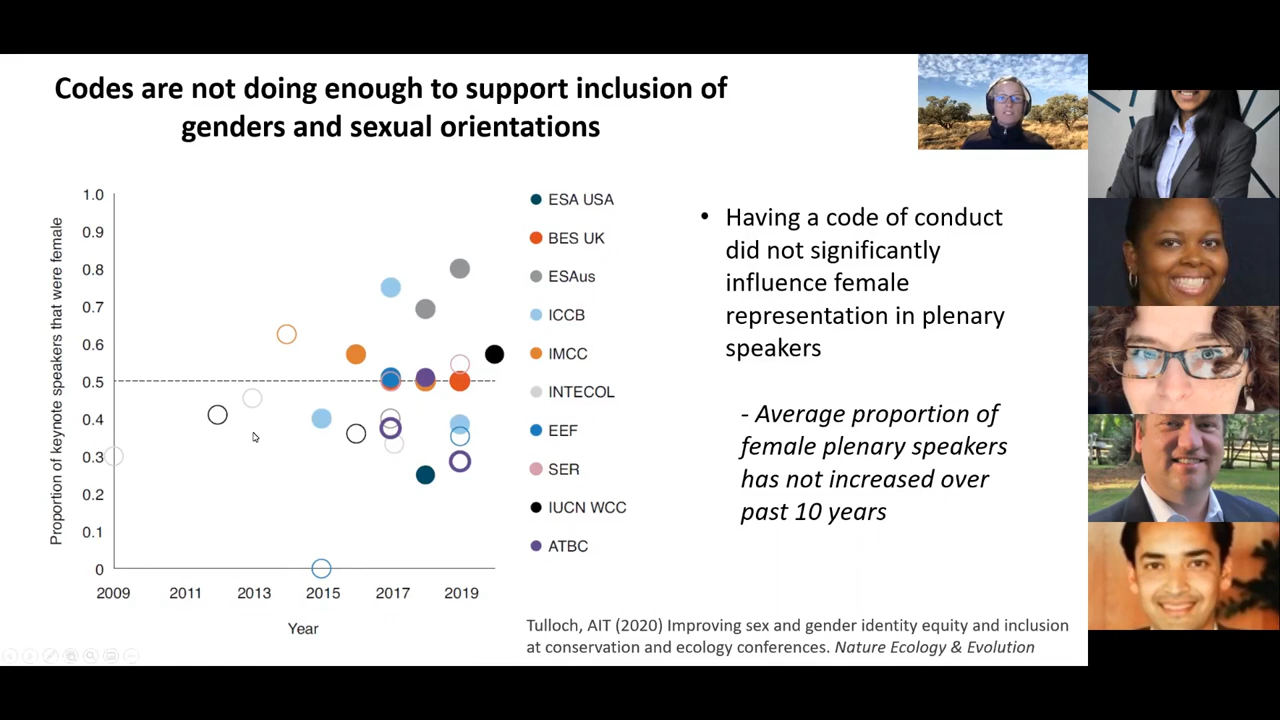 Codes are not doing enough to support inclusion of
genders and sexual orientations
Proportion of keynote speakers that were female
1.0
0.9
0.8
0.7
0.6
0.5
0.4
0.3
0.2
0.1
0
2009
2011
2013
2015
2017
2019
Year
ESA USA
BES UK
ESAus
ICCB
IMCC
INTECOL
EEF
SER
IUCN WCC
ATBC
• Having a code of conduct
did not significantly
influence female
representation in plenary
speakers
- Average proportion of
female plenary speakers
has not increased over
past 10 years
Tulloch, AIT (2020) Improving sex and gender identity equity and inclusion
at conservation and ecology conferences. Nature Ecology & Evolution